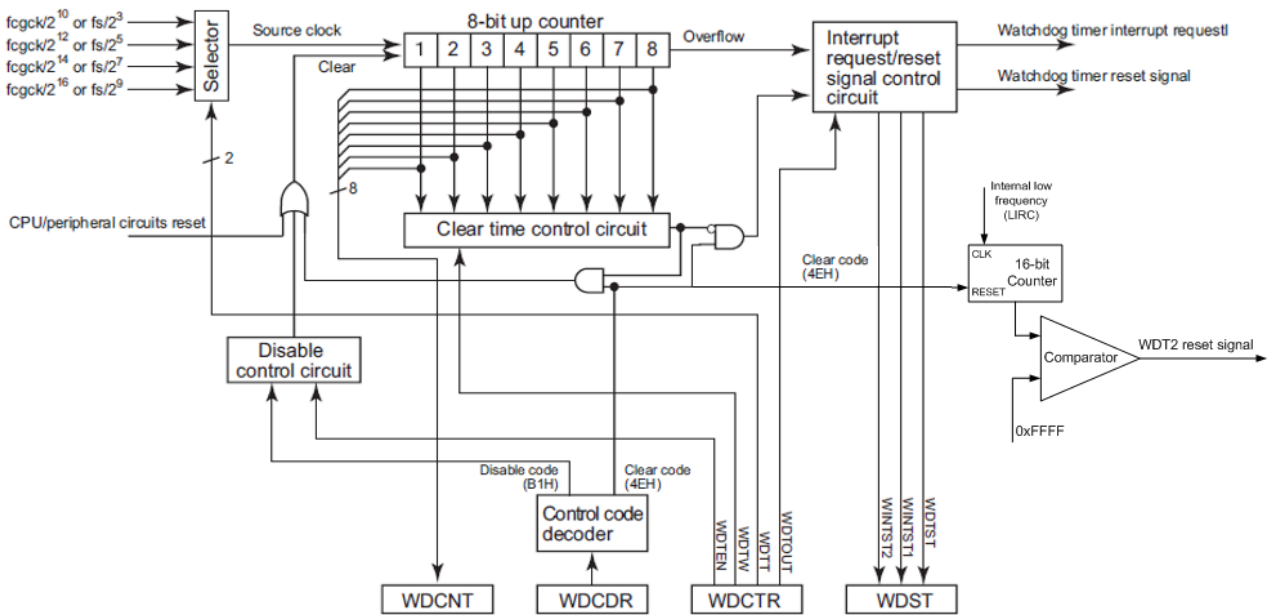 fcgck/2^10 or fs/2^3
fcgck/2^12 or fs/2^5
fcgck/2^14 or fs/2^7
fcgck/2^16 or fs/2^9
Selector
2
Source clock
Clear
8-bit up counter
1 2 3 4 5 6 7 8
Overflow
Interrupt
request/reset
signal control
circuit
Watchdog timer interrupt requestl
Watchdog timer reset signal
8
CPU/peripheral circuits reset
Clear time control circuit
Internal low
frequency
(LIRC)
CLK
16-bit
Counter
RESET
Clear code
(4EH)
Disable
control circuit
Comparator
WDT2 reset signal
0xFFFF
Disable code
(B1H)
Clear code
(4EH)
Control code
decoder
WDTEN
WDTW
WDTT
WDTOUT
WINTST2
WINTST1
WDTST
WDCNT
WDCDR
WDCTR
WDST